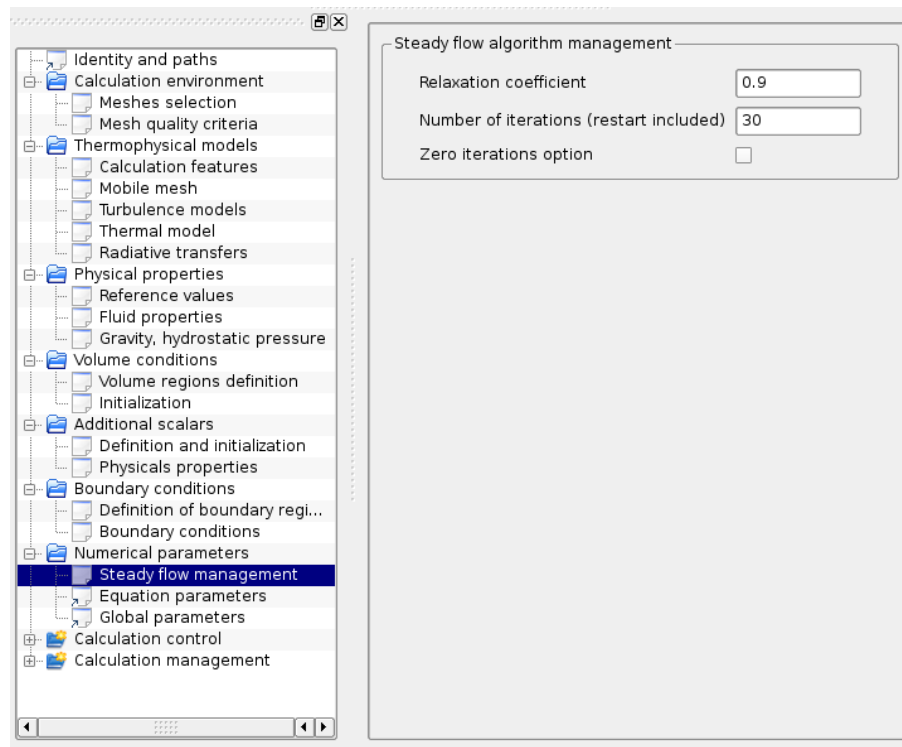 Identity and paths
Calculation environment
Meshes selection
Mesh quality criteria
Thermophysical models
Calculation features
Mobile mesh
Turbulence models
Thermal model
Radiative transfers
Physical properties
Reference values
Fluid properties
Gravity, hydrostatic pressure
Volume conditions
Volume regions definition
Initialization
Additional scalars
Definition and initialization
Physicals properties
Boundary conditions
Definition of boundary regi...
Boundary conditions
Numerical parameters
Steady flow management
Equation parameters
Global parameters
Calculation control
Calculation management
Steady flow algorithm management
Relaxation coefficient 0.9
Number of iterations (restart included) 30
Zero iterations option